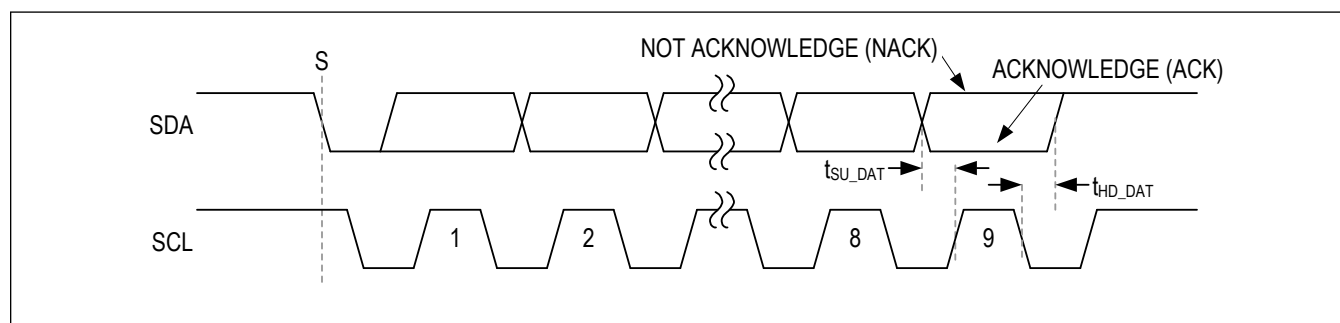 S
NOT ACKNOWLEDGE (NACK)
ACKNOWLEDGE (ACK)
SDA
tSU_DAT
tHD_DAT
SCL
1
2
8
9